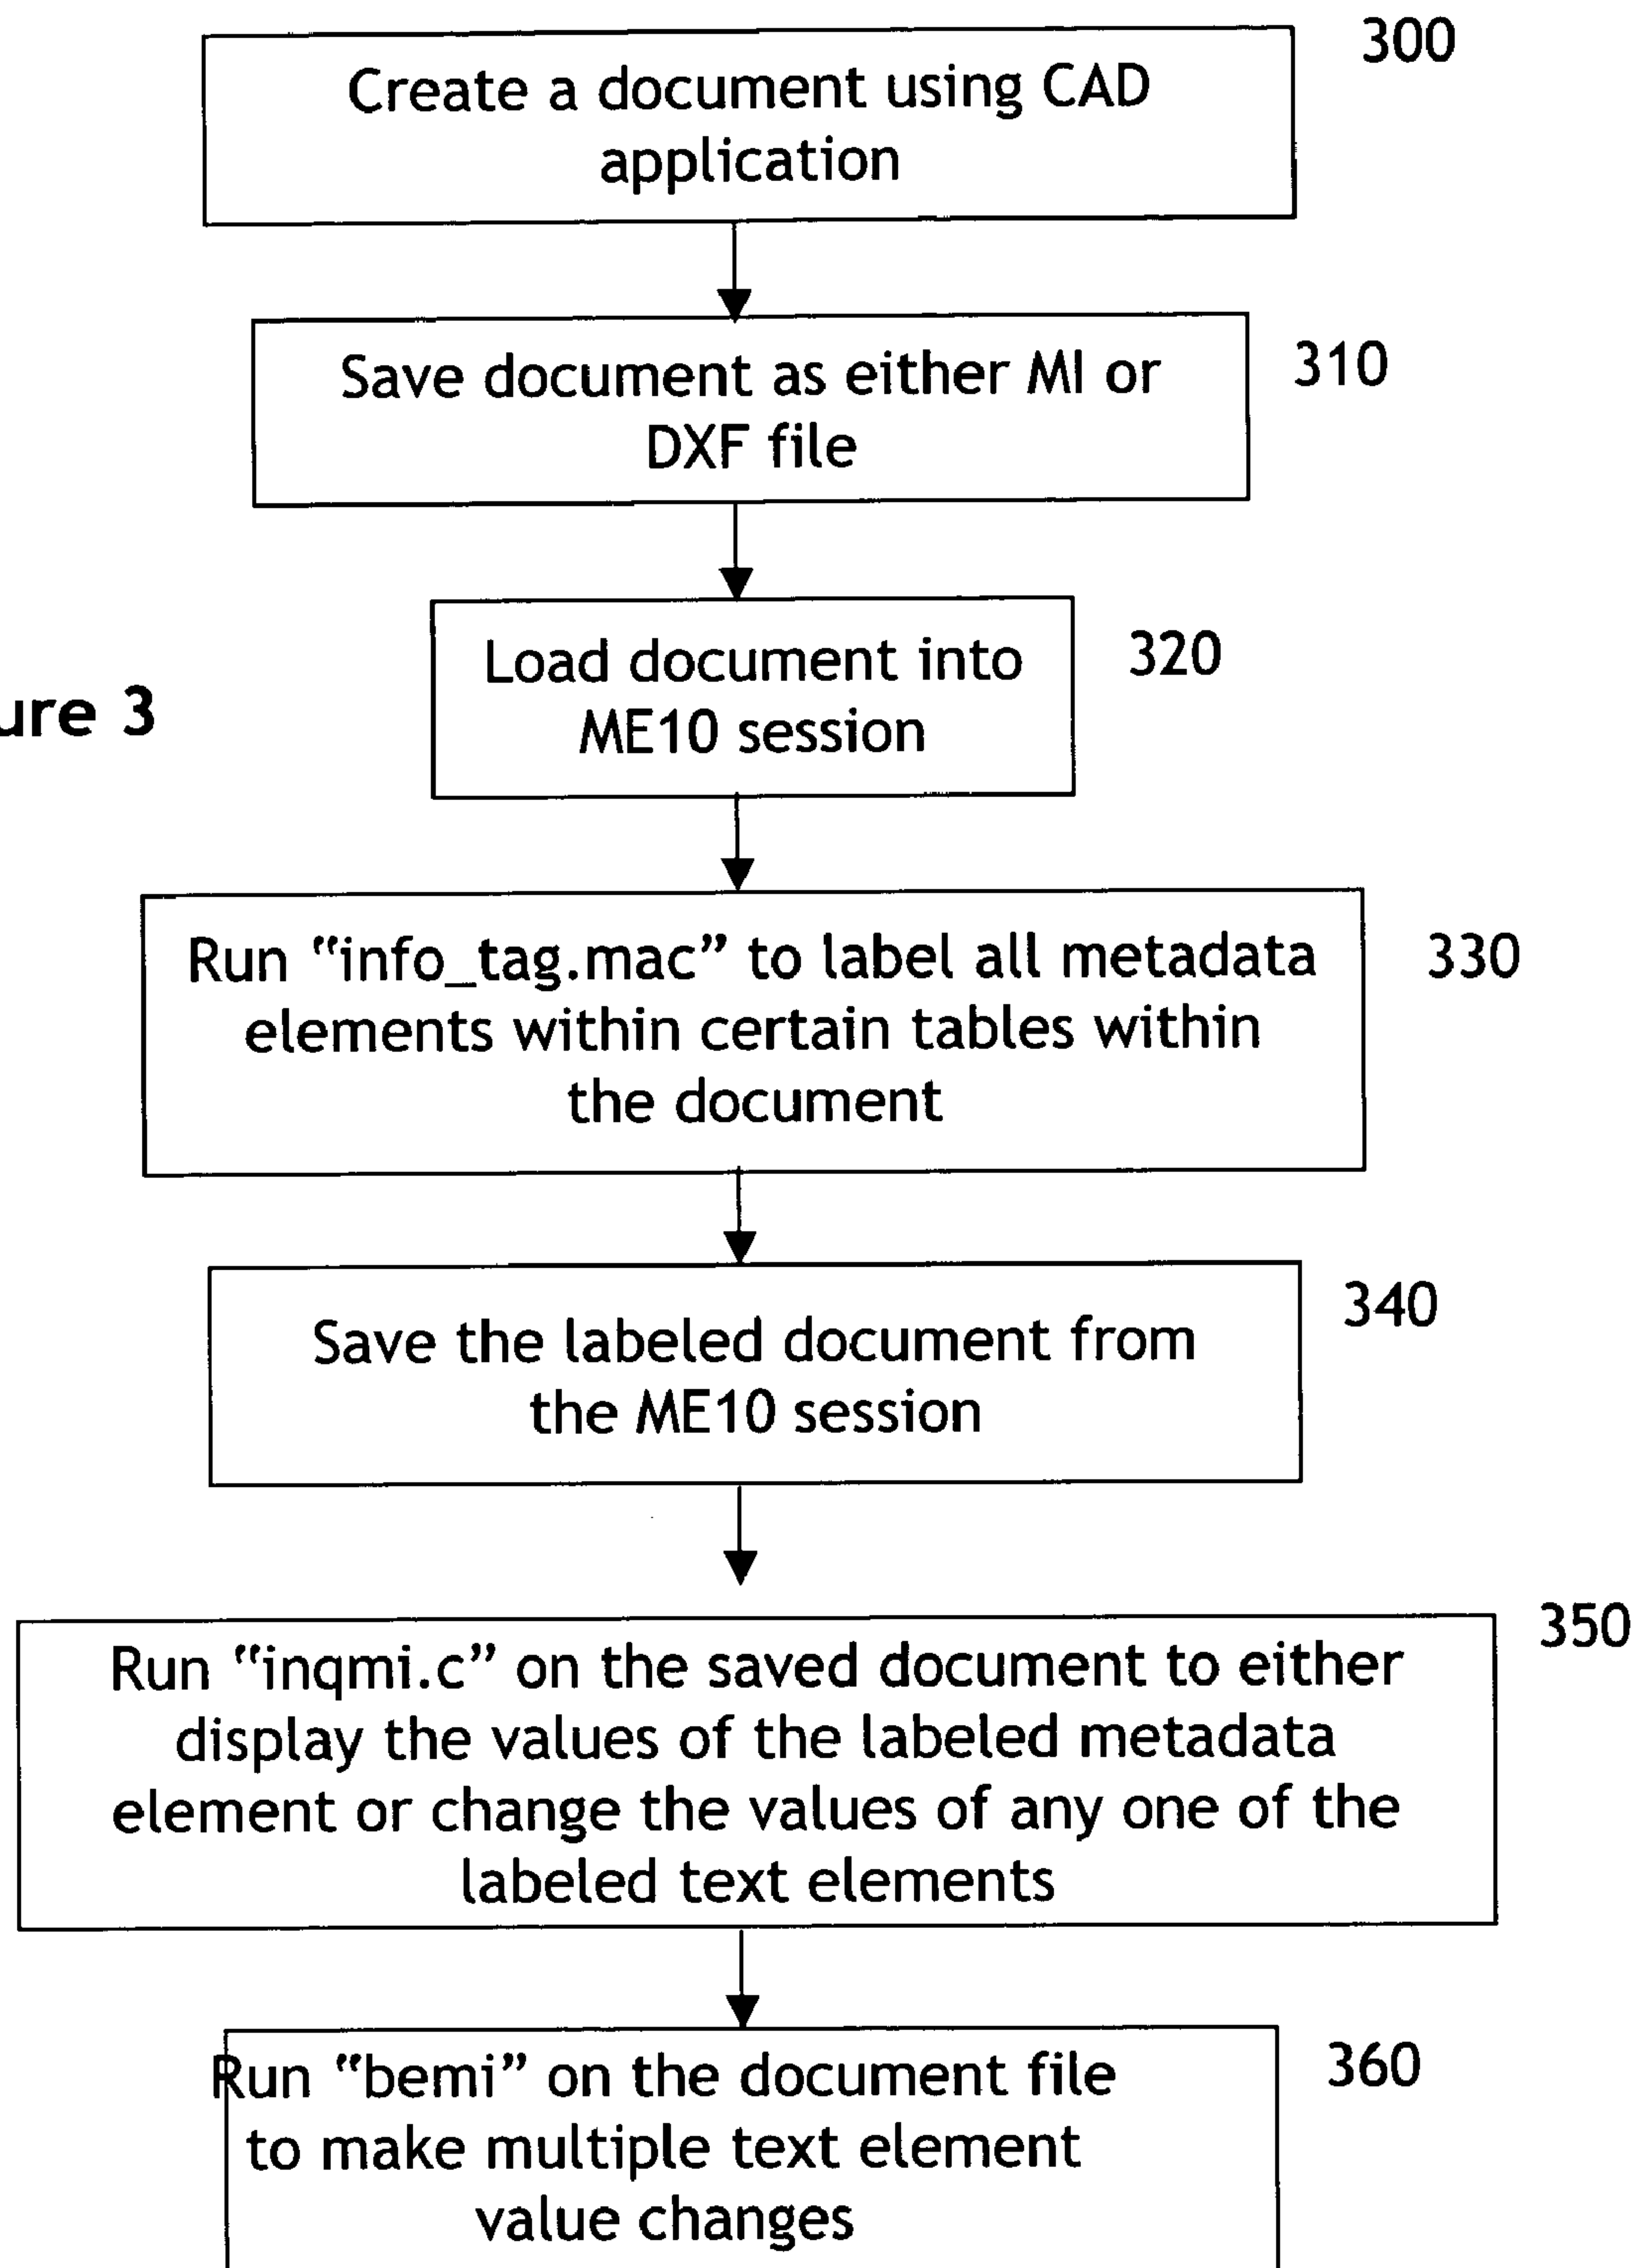 300
Create a document using CAD
application
310
Save document as either MI or
DXF file
320
Load document into
ME10 session
ure 3
330
Run “info_tag.mac” to label all metadata
elements within certain tables within
the document
340
Save the labeled document from
the ME10 session
350
Run “inqmi.c” on the saved document to either
display the values of the labeled metadata
element or change the values of any one of the
labeled text elements
360
Run “bemi” on the document file
to make multiple text element
value changes